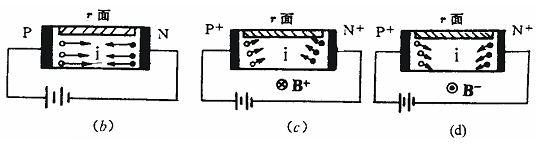 r 面
P i N
(b)
r 面
P+ i N+
⊗ B+
(c)
r 面
P+ i N+
⊙ B−
(d)